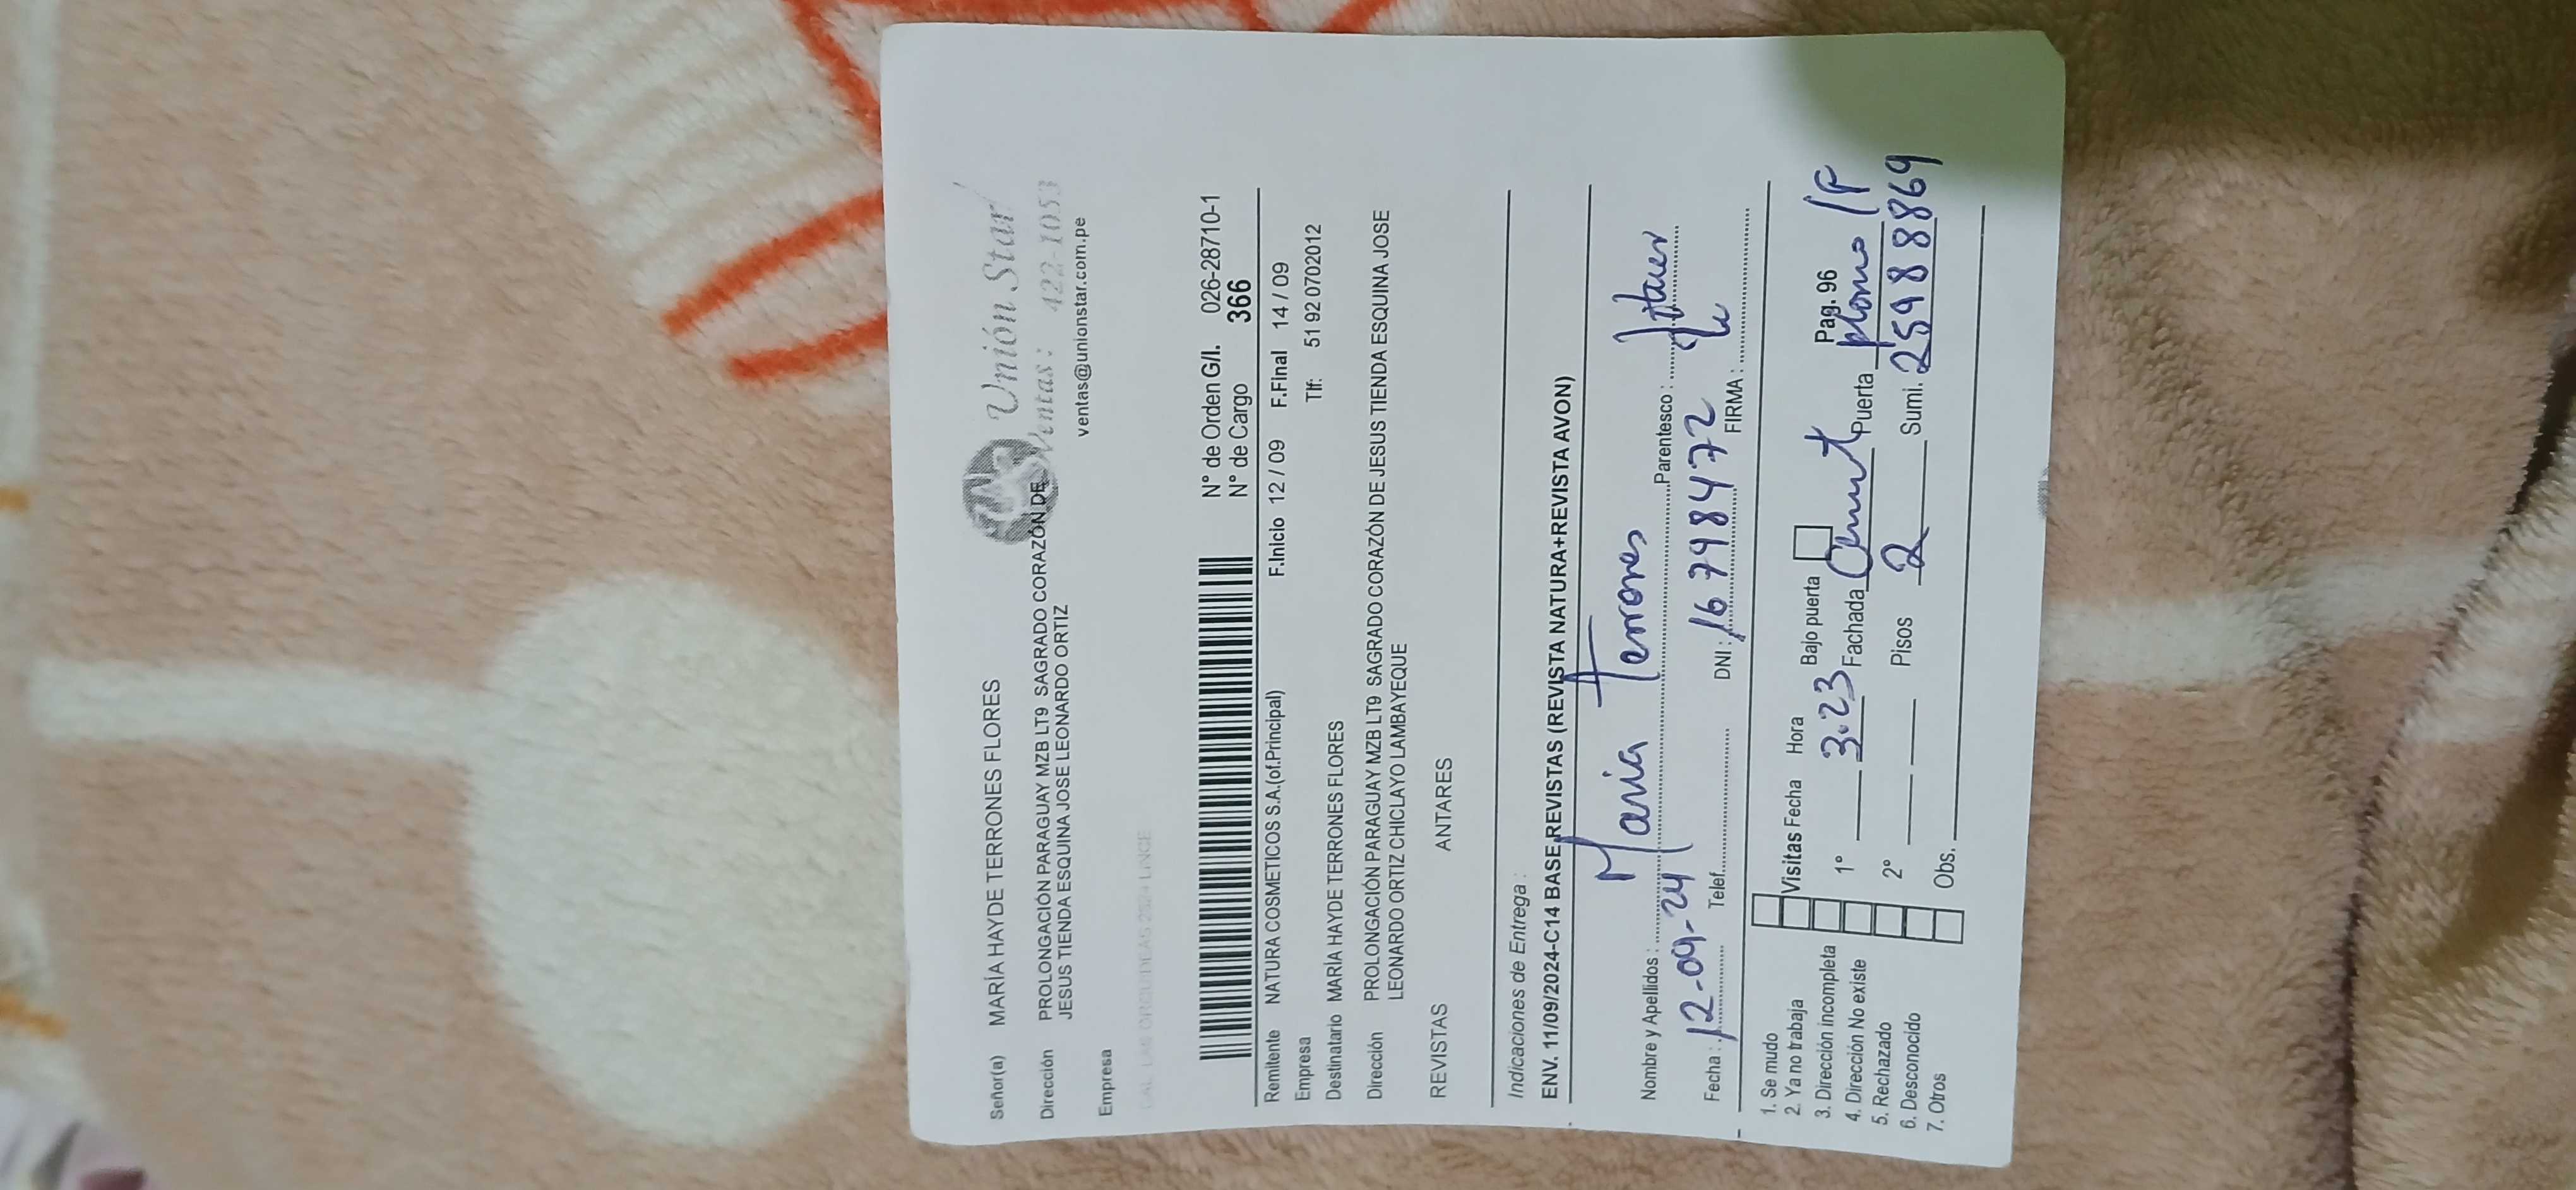 Unión Star
Señor(a) MARÍA HAYDE TERRONES FLORES
Ventas: 422-1053
Dirección PROLONGACIÓN PARAGUAY MZB LT9 SAGRADO CORAZÓN DE
JESUS TIENDA ESQUINA JOSE LEONARDO ORTIZ
ventas@unionstar.com.pe
Empresa
N° de Orden G/I. 026-28710-1
N° de Cargo 366
Remitente NATURA COSMETICOS S.A.(of.Principal) F.Inicio 12 / 09 F.Final 14 / 09
Empresa Tlf: 51 92 0702012
Destinatario MARÍA HAYDE TERRONES FLORES
Dirección PROLONGACIÓN PARAGUAY MZB LT9 SAGRADO CORAZÓN DE JESUS TIENDA ESQUINA JOSE
LEONARDO ORTIZ CHICLAYO LAMBAYEQUE
REVISTAS ANTARES
Indicaciones de Entrega :
ENV. 11/09/2024-C14 BASE REVISTAS (REVISTA NATURA+REVISTA AVON)
Nombre y Apellidos : Maria Terrones Parentesco :
Fecha : 12-09-24 Telef. DNI : 16798472 FIRMA :
1. Se mudo
2. Ya no trabaja Visitas Fecha Hora Bajo puerta Pag. 96
3. Dirección incompleta
4. Dirección No existe 1° 3.23 Fachada Puerta plomo
5. Rechazado
6. Desconocido 2° Pisos 2 Sumi. 25988869
7. Otros Obs.